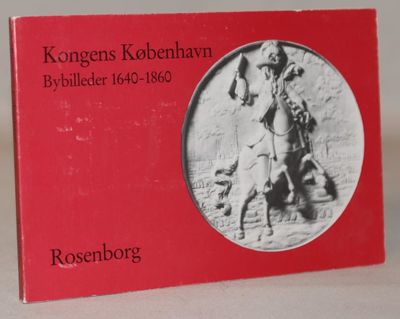 Kongens København
Bybilleder 1640-1860
Rosenborg